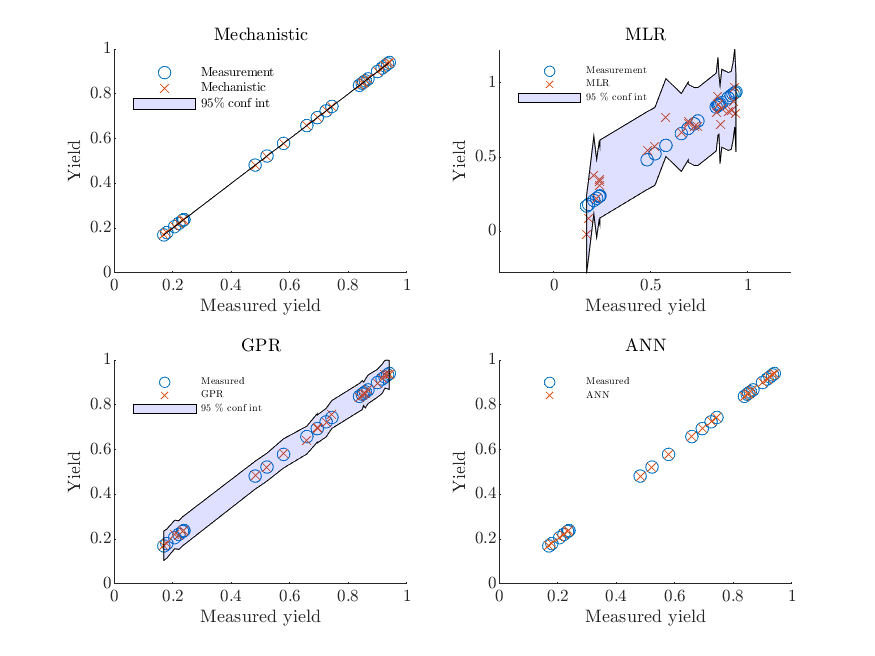 Mechanistic
1
0.8
0.6
0.4
0.2
0
Yield
Measurement
Mechanistic
95% conf int
0 0.2 0.4 0.6 0.8 1
Measured yield
MLR
1
0.5
0
Yield
Measurement
MLR
95 % conf int
0 0.5 1
Measured yield
GPR
1
0.8
0.6
0.4
0.2
0
Yield
Measured
GPR
95 % conf int
0 0.2 0.4 0.6 0.8 1
Measured yield
ANN
1
0.8
0.6
0.4
0.2
0
Yield
Measured
ANN
0 0.2 0.4 0.6 0.8 1
Measured yield